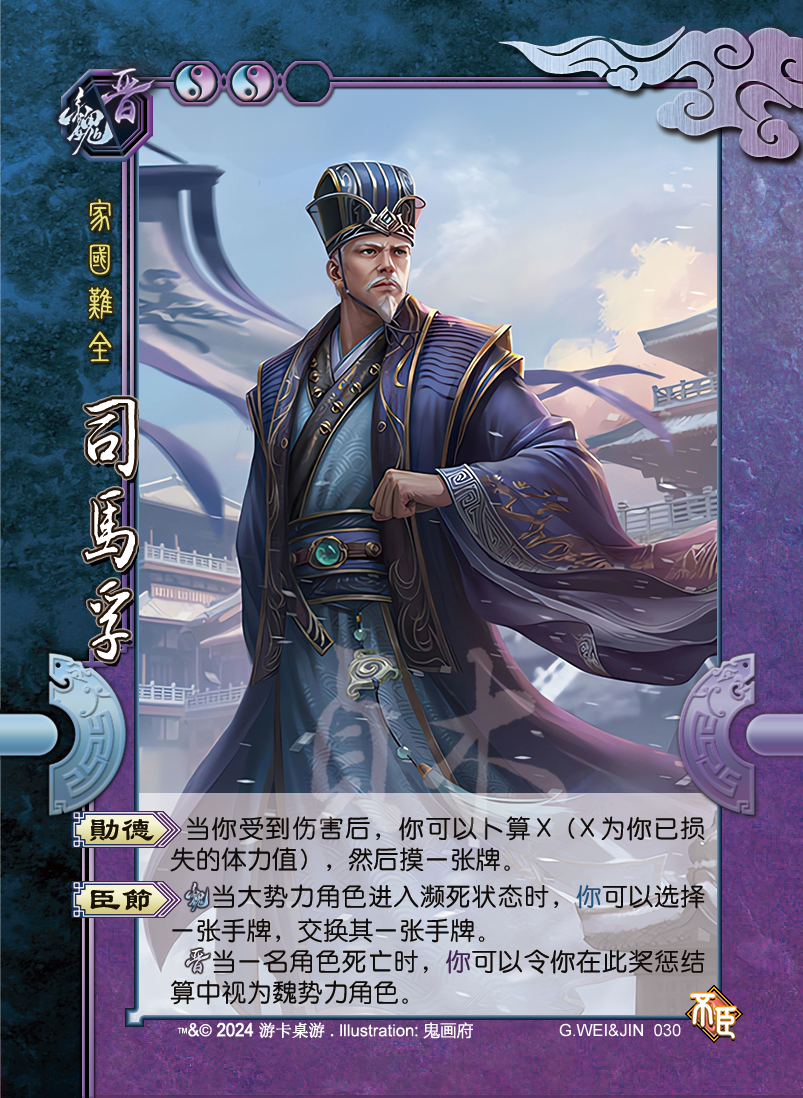 晋
魏
家國難全
司馬孚
勛德 当你受到伤害后，你可以卜算X（X为你已损
失的体力值），然后摸一张牌。
臣節 魏当大势力角色进入濒死状态时，你可以选择
一张手牌，交换其一张手牌。
晋当一名角色死亡时，你可以令你在此奖惩结
算中视为魏势力角色。
不臣
™&© 2024 游卡桌游 . Illustration: 鬼画府
G.WEI&JIN 030